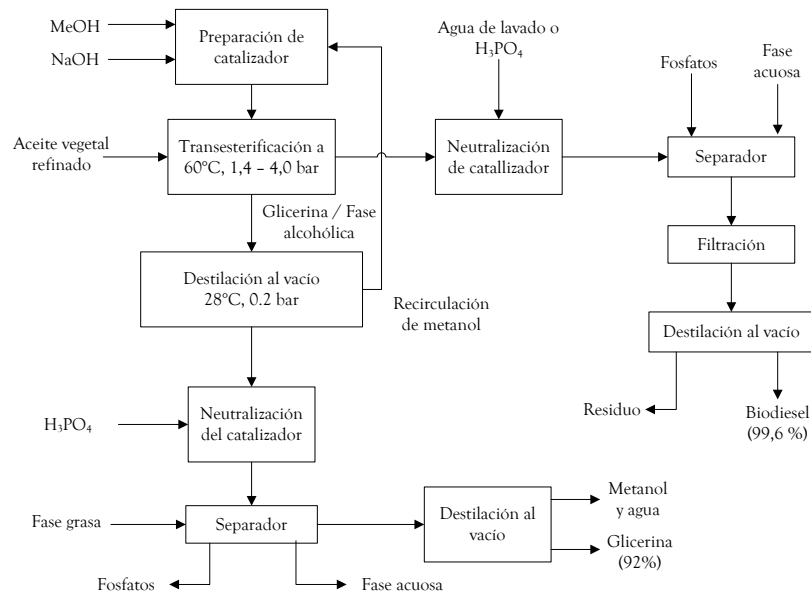 MeOH
NaOH
Preparación de
catalizador
Agua de lavado o
H₃PO₄
Fosfatos
Fase
acuosa
Aceite vegetal
refinado
Transesterificación a
60°C, 1,4 – 4,0 bar
Neutralización
de catallizador
Separador
Glicerina / Fase
alcohólica
Filtración
Destilación al vacío
28°C, 0.2 bar
Recirculación
de metanol
Destilación al vacío
Residuo
Biodiesel
(99,6 %)
H₃PO₄
Neutralización
del catalizador
Fase grasa
Separador
Destilación al
vacío
Metanol
y agua
Glicerina
(92%)
Fosfatos
Fase acuosa